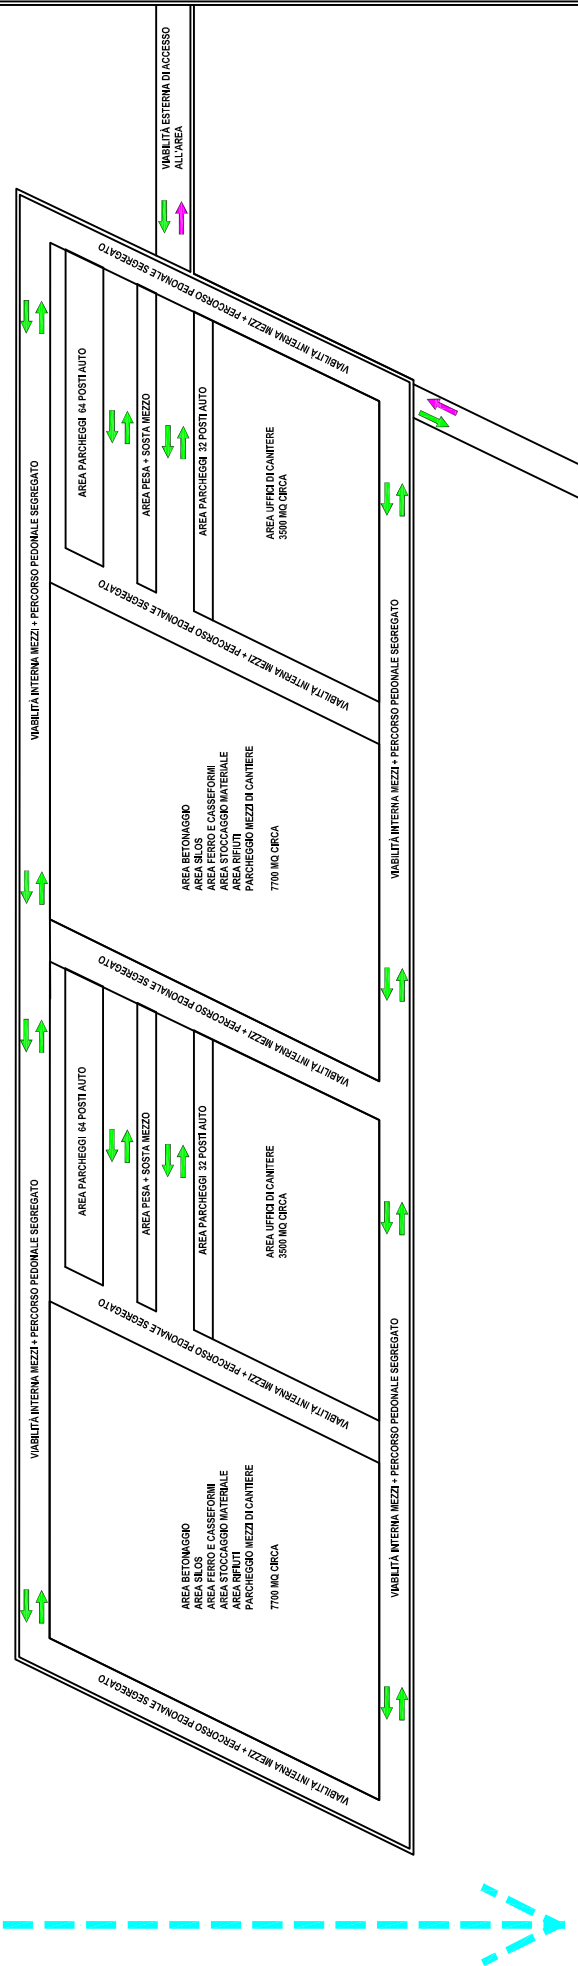 VIABILITÀ ESTERNA DI ACCESSO
ALL'AREA
VIABILITÀ INTERNA MEZZI + PERCORSO PEDONALE SEGREGATO
VIABILITÀ INTERNA MEZZI + PERCORSO PEDONALE SEGREGATO
AREA PARCHEGGI 64 POSTI AUTO
AREA PESA + SOSTA MEZZO
AREA PARCHEGGI 32 POSTI AUTO
AREA UFFICI DI CANITERE
3500 MQ CIRCA
VIABILITÀ INTERNA MEZZI + PERCORSO PEDONALE SEGREGATO
VIABILITÀ INTERNA MEZZI + PERCORSO PEDONALE SEGREGATO
AREA BETONAGGIO
AREA SILOS
AREA FERRO E CASSEFORMI
AREA STOCCAGGIO MATERIALE
AREA RIFIUTI
PARCHEGGIO MEZZI DI CANTIERE
7700 MQ CIRCA
VIABILITÀ INTERNA MEZZI + PERCORSO PEDONALE SEGREGATO
VIABILITÀ INTERNA MEZZI + PERCORSO PEDONALE SEGREGATO
AREA PARCHEGGI 64 POSTI AUTO
AREA PESA + SOSTA MEZZO
AREA PARCHEGGI 32 POSTI AUTO
AREA UFFICI DI CANITERE
3500 MQ CIRCA
VIABILITÀ INTERNA MEZZI + PERCORSO PEDONALE SEGREGATO
VIABILITÀ INTERNA MEZZI + PERCORSO PEDONALE SEGREGATO
AREA BETONAGGIO
AREA SILOS
AREA FERRO E CASSEFORMI
AREA STOCCAGGIO MATERIALE
AREA RIFIUTI
PARCHEGGIO MEZZI DI CANTIERE
7700 MQ CIRCA
VIABILITÀ INTERNA MEZZI + PERCORSO PEDONALE SEGREGATO